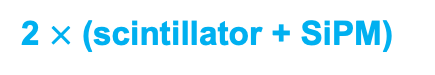 2 × (scintillator + SiPM)